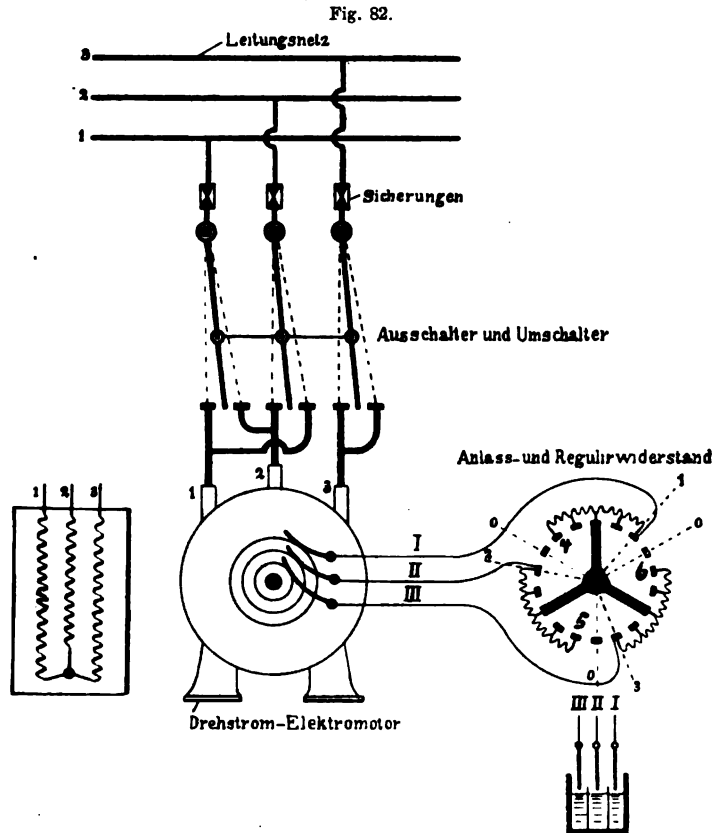 Fig. 82.
Leitungsnetz
3
2
1
Sicherungen
Ausschalter und Umschalter
Anlass- und Regulirwiderstand
1 2 3
1
2
3
I
II
III
0
1
0
2
4
6
5
0
3
Drehstrom-Elektromotor
III II I